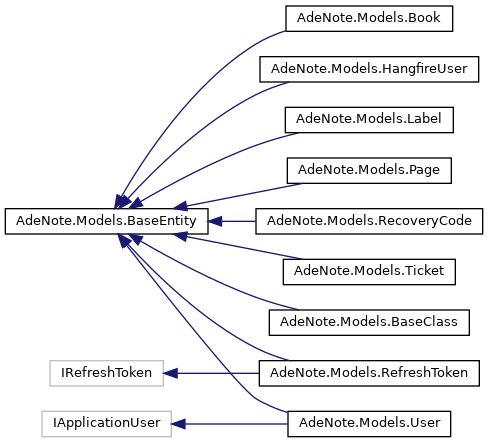 AdeNote.Models.Book
AdeNote.Models.HangfireUser
AdeNote.Models.Label
AdeNote.Models.Page
AdeNote.Models.BaseEntity
AdeNote.Models.RecoveryCode
AdeNote.Models.Ticket
AdeNote.Models.BaseClass
IRefreshToken
AdeNote.Models.RefreshToken
IApplicationUser
AdeNote.Models.User